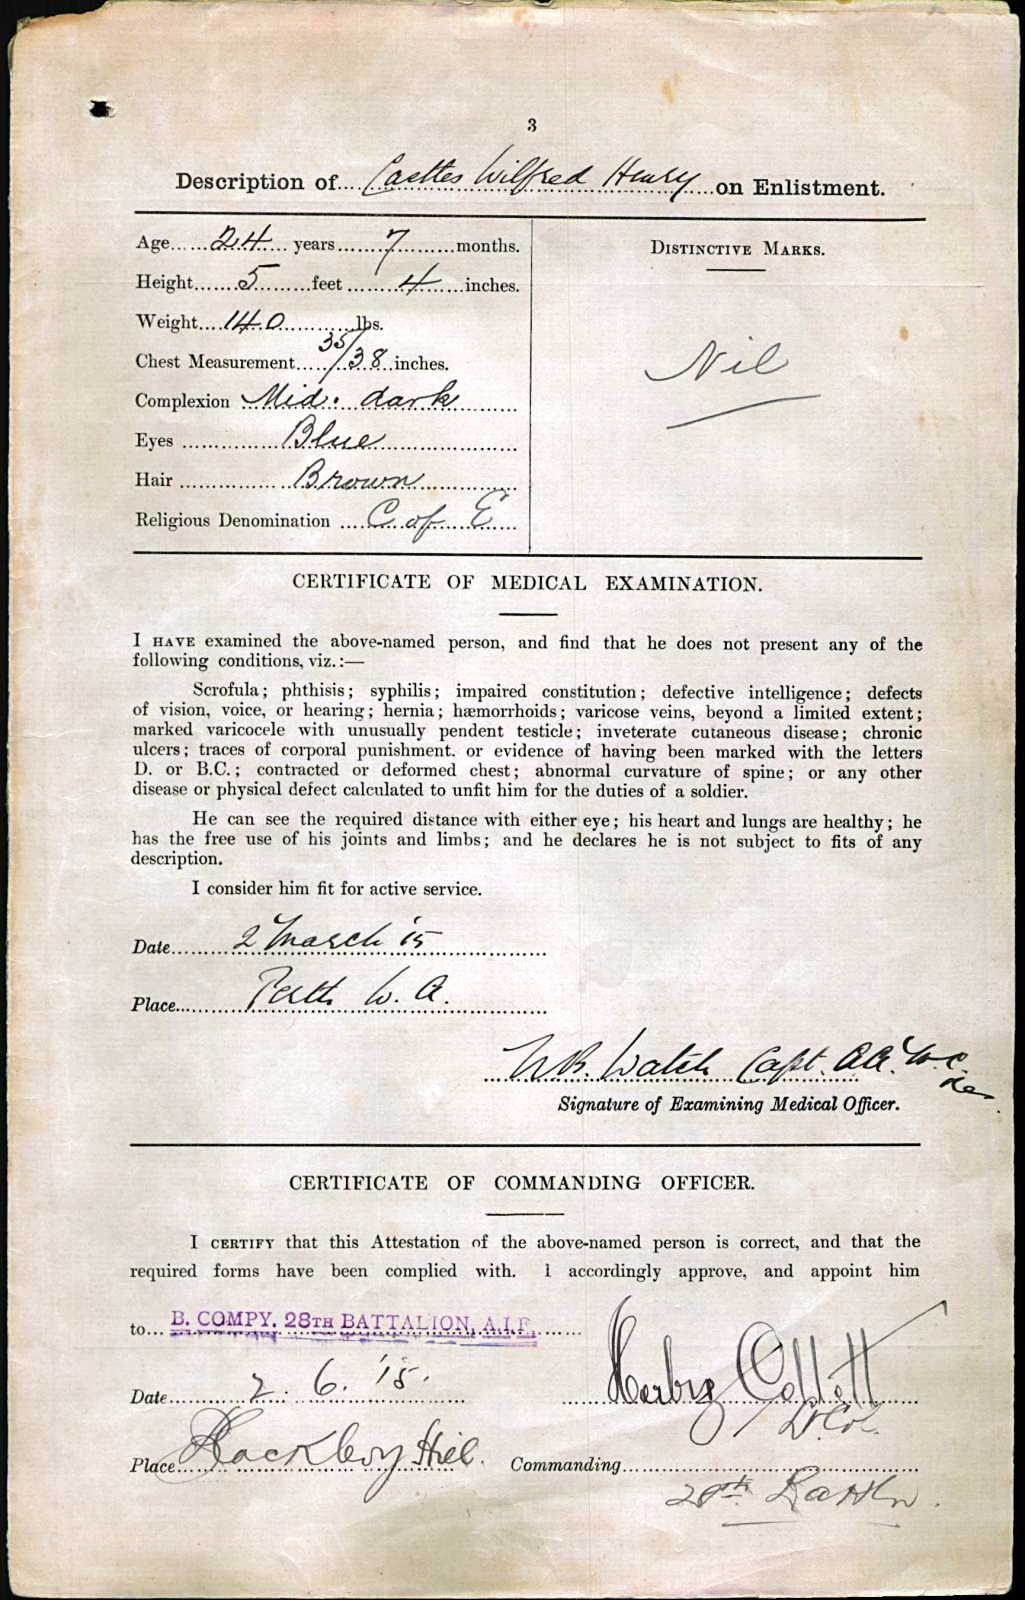 3
Description of.... Castles Wilfred Henry ...on Enlistment.
Age......24.... years.......7.........months.
Height.......5.........feet ........4......inches.
Weight....140............lbs.
Chest Measurement.....35/38 inches.
Complexion Mid. dark
Eyes ........Blue........
Hair ........Brown........
Religious Denomination ....C of E....
DISTINCTIVE MARKS.
Nil
CERTIFICATE OF MEDICAL EXAMINATION.
I HAVE examined the above-named person, and find that he does not present any of the
following conditions, viz.:—
Scrofula; phthisis; syphilis; impaired constitution; defective intelligence; defects
of vision, voice, or hearing; hernia; hæmorrhoids; varicose veins, beyond a limited extent;
marked varicocele with unusually pendent testicle; inveterate cutaneous disease; chronic
ulcers; traces of corporal punishment. or evidence of having been marked with the letters
D. or B.C.; contracted or deformed chest; abnormal curvature of spine; or any other
disease or physical defect calculated to unfit him for the duties of a soldier.
He can see the required distance with either eye; his heart and lungs are healthy; he
has the free use of his joints and limbs; and he declares he is not subject to fits of any
description.
I consider him fit for active service.
Date........2 March '15........
Place........Perth W. A.........
Capt. A.A.M.C.
Signature of Examining Medical Officer.
CERTIFICATE OF COMMANDING OFFICER.
I CERTIFY that this Attestation of the above-named person is correct, and that the
required forms have been complied with. I accordingly approve, and appoint him
to... B. COMPY. 28TH BATTALION, A.I.F.
Date........2. 6. '15.........
Collett
Lt. Col.
Place...Blackboy Hill.
Commanding........
28th Battln.